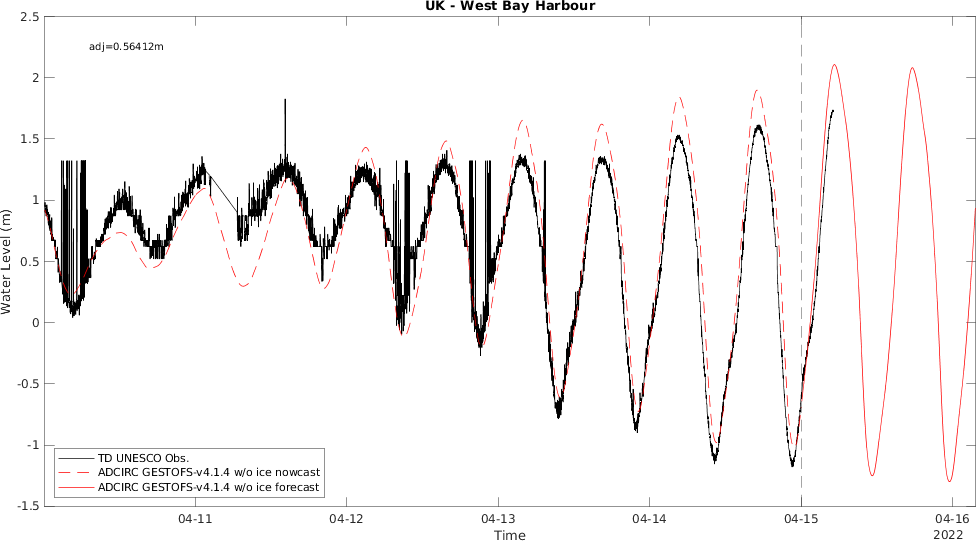 UK - West Bay Harbour
adj=0.56412m
2.5
2
1.5
1
0.5
0
-0.5
-1
-1.5
Water Level (m)
TD UNESCO Obs.
ADCIRC GESTOFS-v4.1.4 w/o ice nowcast
ADCIRC GESTOFS-v4.1.4 w/o ice forecast
04-11 04-12 04-13 04-14 04-15 04-16
Time
2022